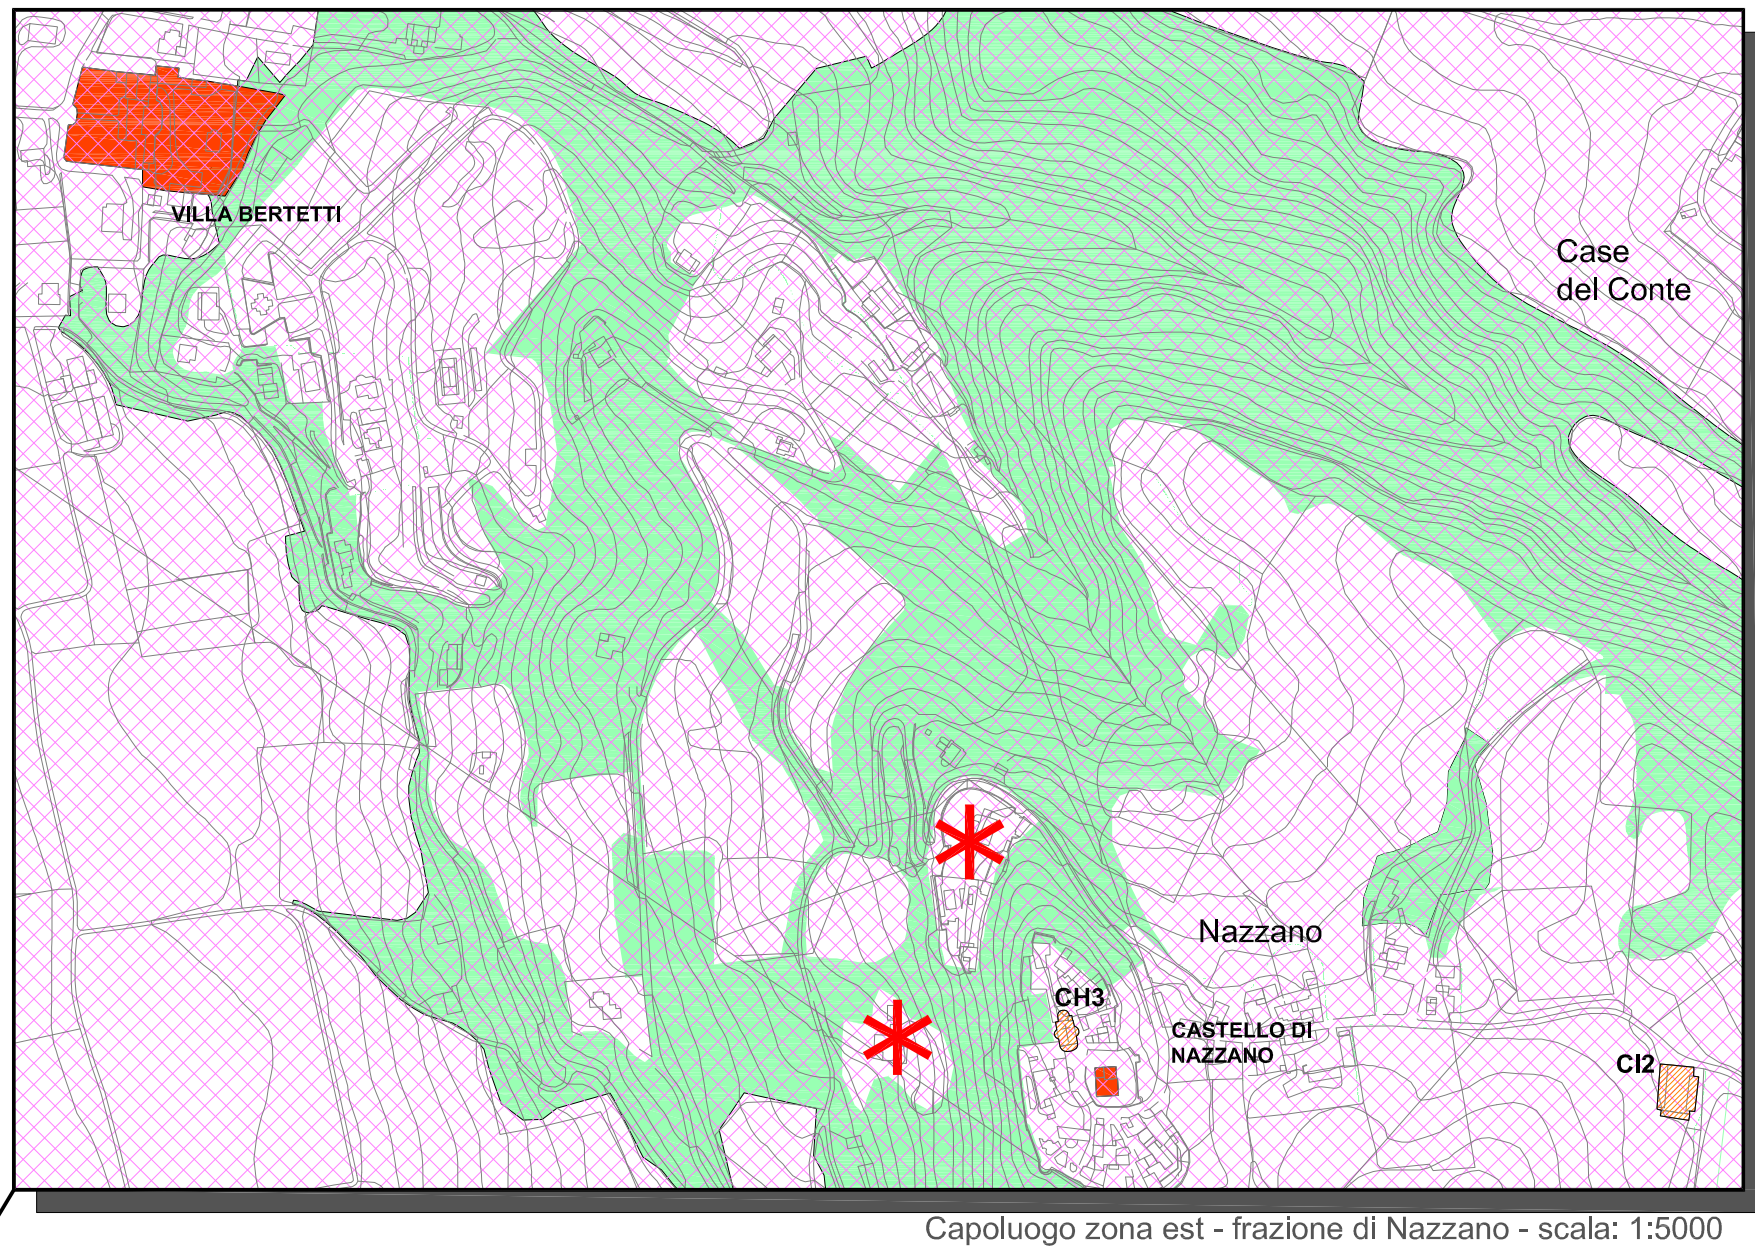 VILLA BERTETTI
Case
del Conte
Nazzano
CH3
CASTELLO DI
NAZZANO
CI2
Capoluogo zona est - frazione di Nazzano - scala: 1:5000